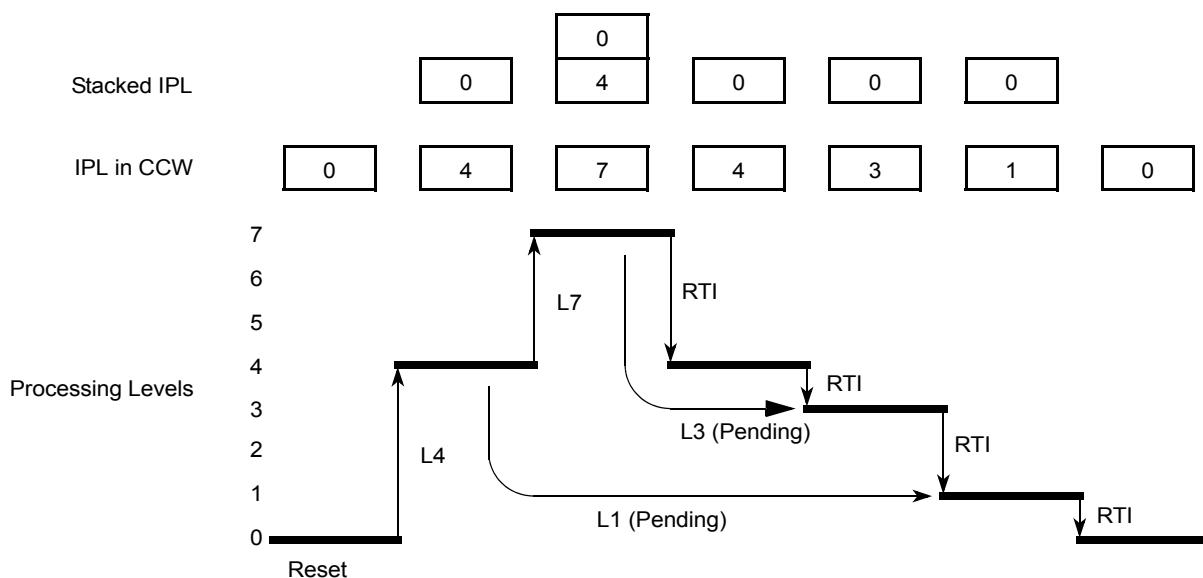 0
Stacked IPL 0 4 0 0 0
IPL in CCW 0 4 7 4 3 1 0
7
6
RTI
L7
5
4
Processing Levels
RTI
3
L3 (Pending)
2
RTI
L4
1
L1 (Pending)
RTI
0
Reset